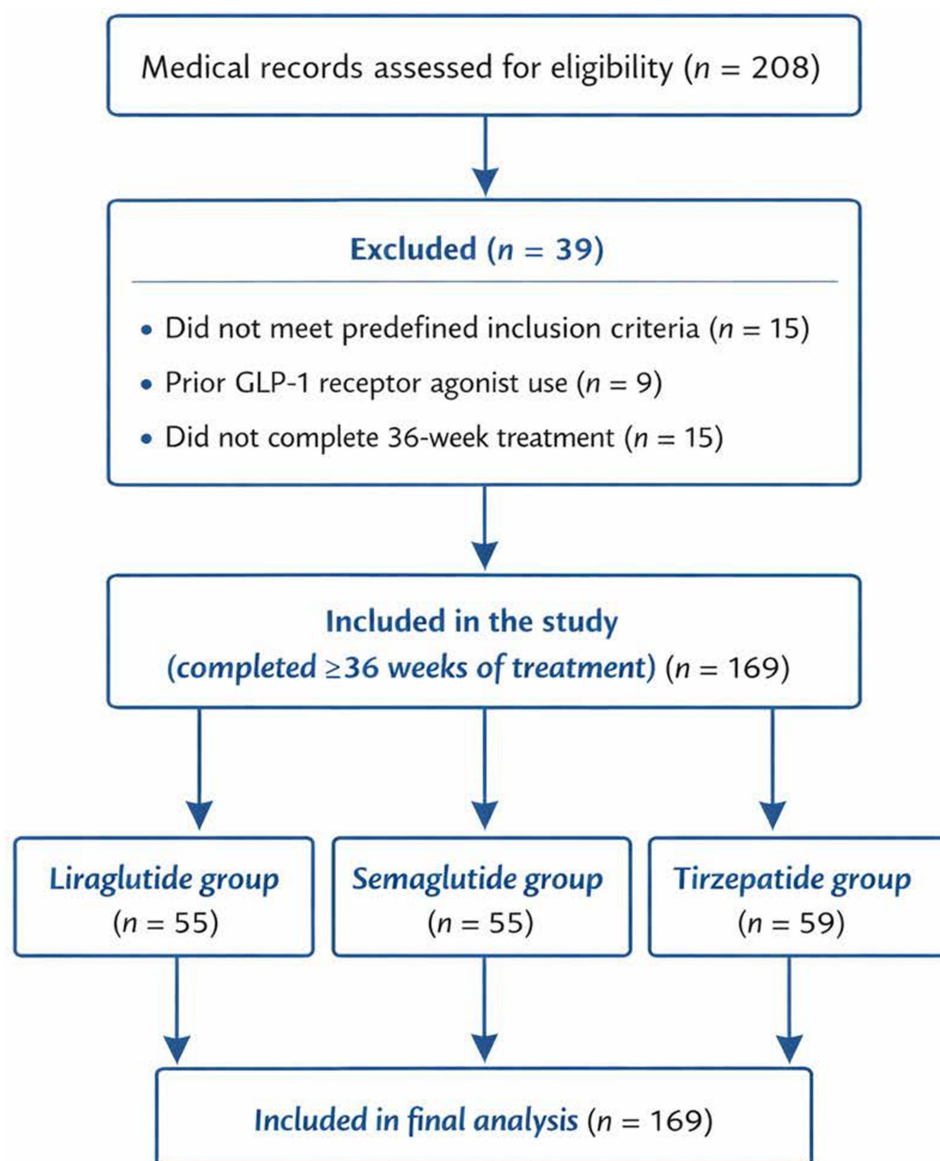 Medical records assessed for eligibility (n = 208)
Excluded (n = 39)
• Did not meet predefined inclusion criteria (n = 15)
• Prior GLP-1 receptor agonist use (n = 9)
• Did not complete 36-week treatment (n = 15)
Included in the study
(completed ≥36 weeks of treatment) (n = 169)
Liraglutide group
(n = 55)
Semaglutide group
(n = 55)
Tirzepatide group
(n = 59)
Included in final analysis (n = 169)